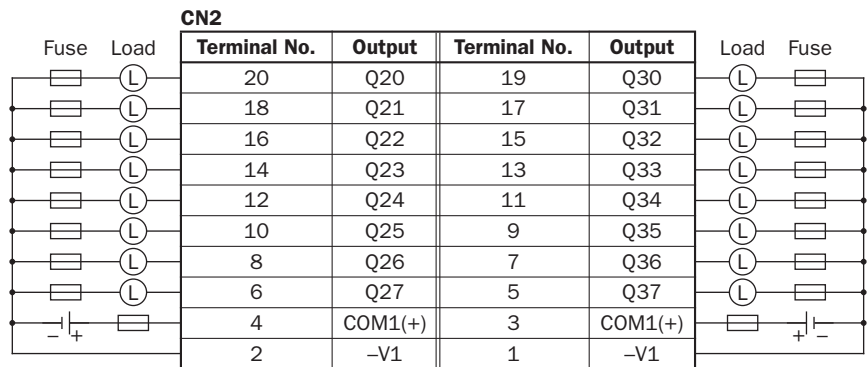 CN2
Fuse Load Terminal No. Output Terminal No. Output Load Fuse
L 20 Q20 19 Q30 L
L 18 Q21 17 Q31 L
L 16 Q22 15 Q32 L
L 14 Q23 13 Q33 L
L 12 Q24 11 Q34 L
L 10 Q25 9 Q35 L
L 8 Q26 7 Q36 L
L 6 Q27 5 Q37 L
− + 4 COM1(+) 3 COM1(+) + −
2 –V1 1 –V1